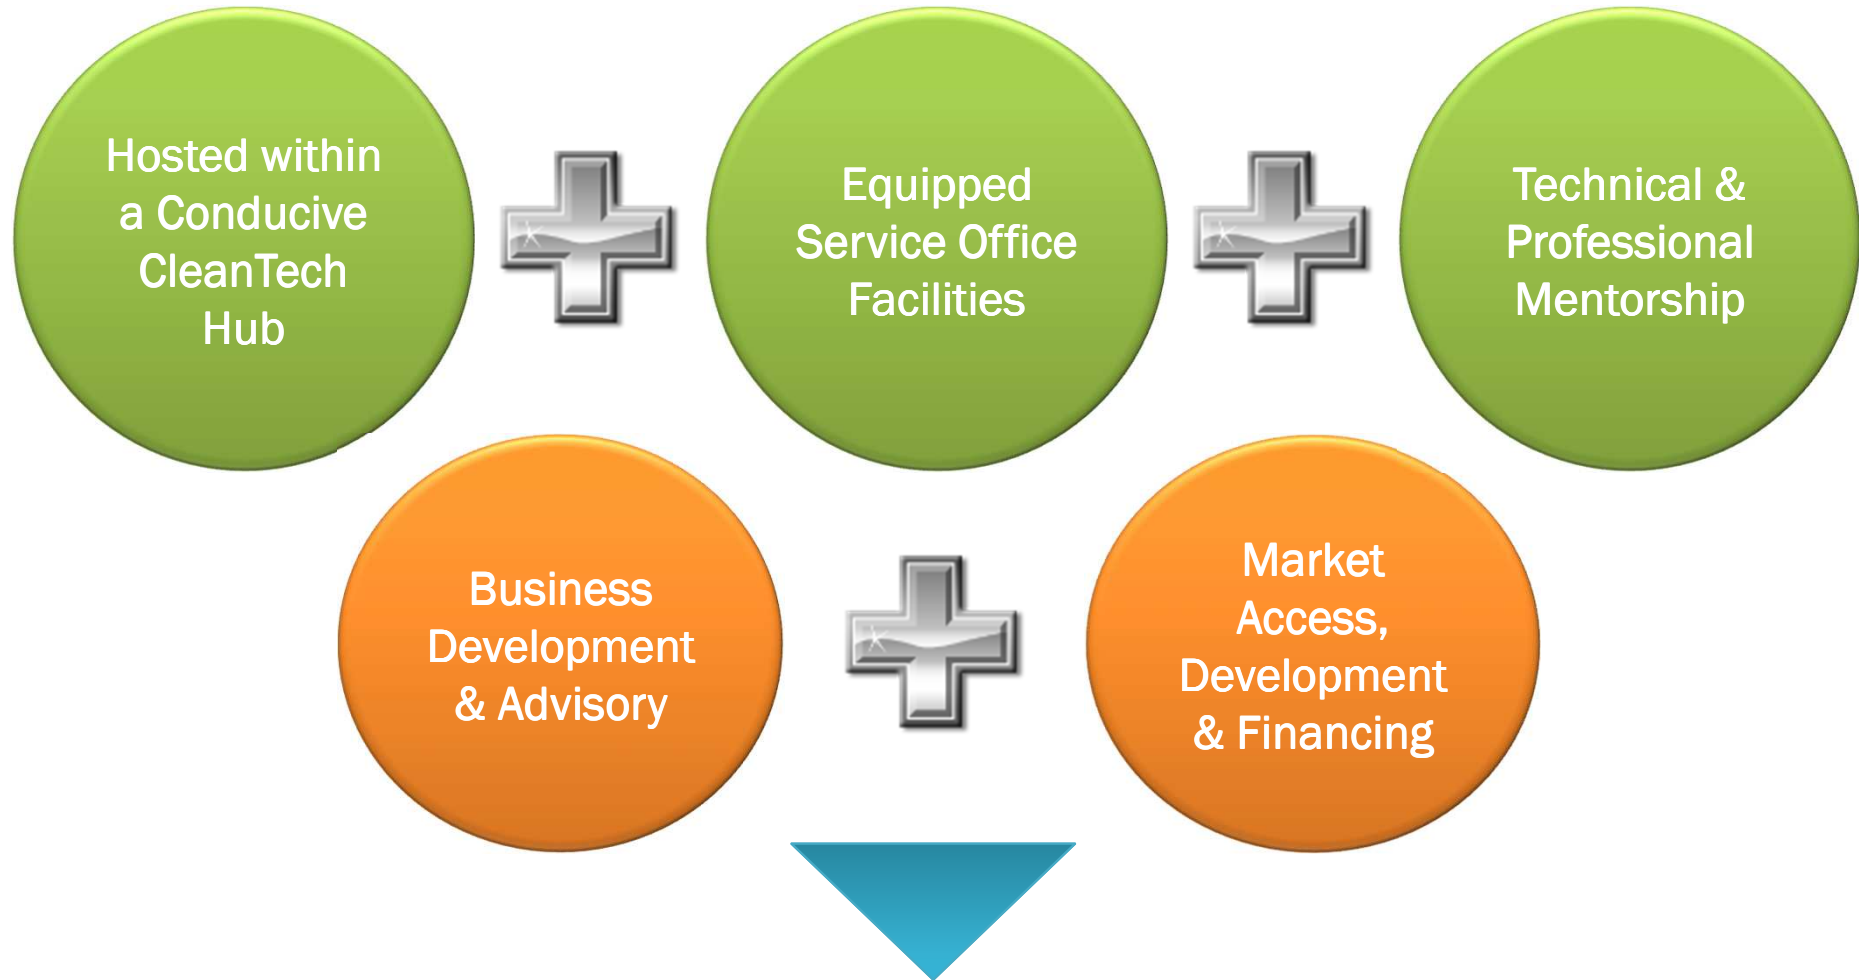 Hosted within
a Conducive
CleanTech
Hub
Equipped
Service Office
Facilities
Technical &
Professional
Mentorship
Business
Development
& Advisory
Market
Access,
Development
& Financing